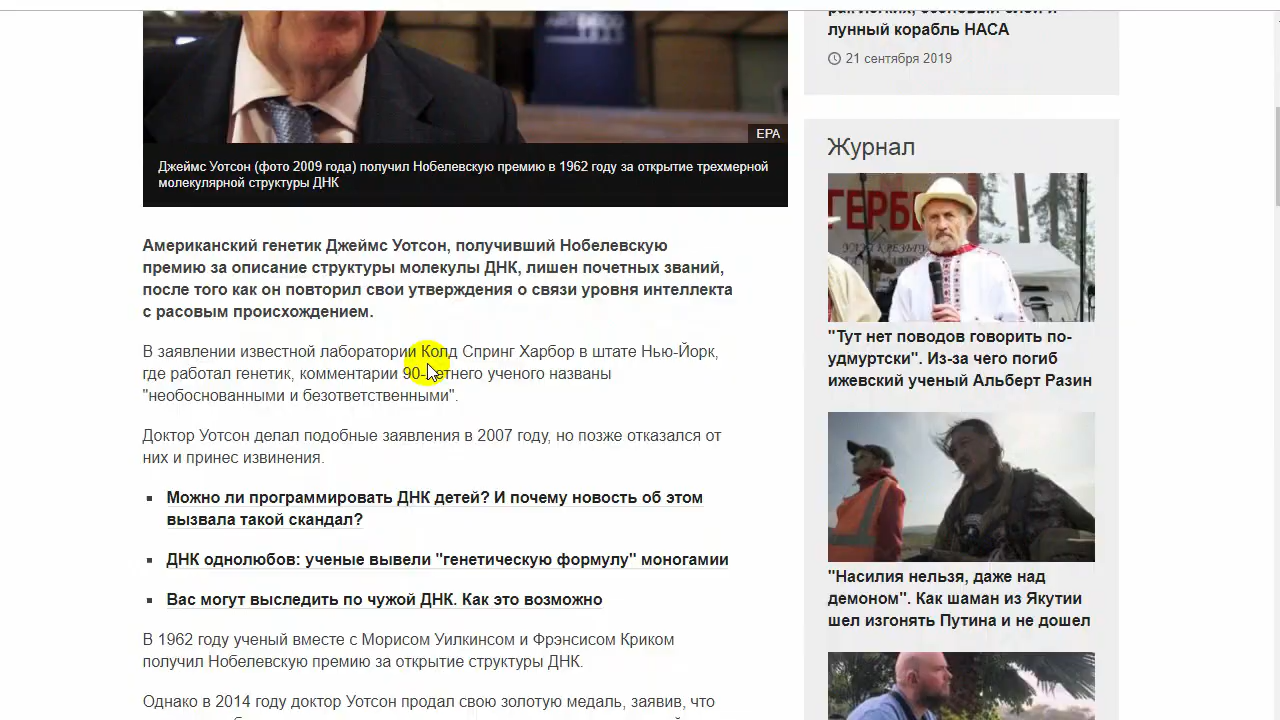 EPA
Джеймс Уотсон (фото 2009 года) получил Нобелевскую премию в 1962 году за открытие трехмерной
молекулярной структуры ДНК
Американский генетик Джеймс Уотсон, получивший Нобелевскую
премию за описание структуры молекулы ДНК, лишен почетных званий,
после того как он повторил свои утверждения о связи уровня интеллекта
с расовым происхождением.
В заявлении известной лаборатории Колд Спринг Харбор в штате Нью-Йорк,
где работал генетик, комментарии 90-летнего ученого названы
"необоснованными и безответственными".
Доктор Уотсон делал подобные заявления в 2007 году, но позже отказался от
них и принес извинения.
Можно ли программировать ДНК детей? И почему новость об этом
вызвала такой скандал?
ДНК однолюбов: ученые вывели "генетическую формулу" моногамии
Вас могут выследить по чужой ДНК. Как это возможно
В 1962 году ученый вместе с Морисом Уилкинсом и Фрэнсисом Криком
получил Нобелевскую премию за открытие структуры ДНК.
Однако в 2014 году доктор Уотсон продал свою золотую медаль, заявив, что
лунный корабль НАСА
21 сентября 2019
Журнал
ГЕРБ
"Тут нет поводов говорить по-
удмуртски". Из-за чего погиб
ижевский ученый Альберт Разин
"Насилия нельзя, даже над
демоном". Как шаман из Якутии
шел изгонять Путина и не дошел